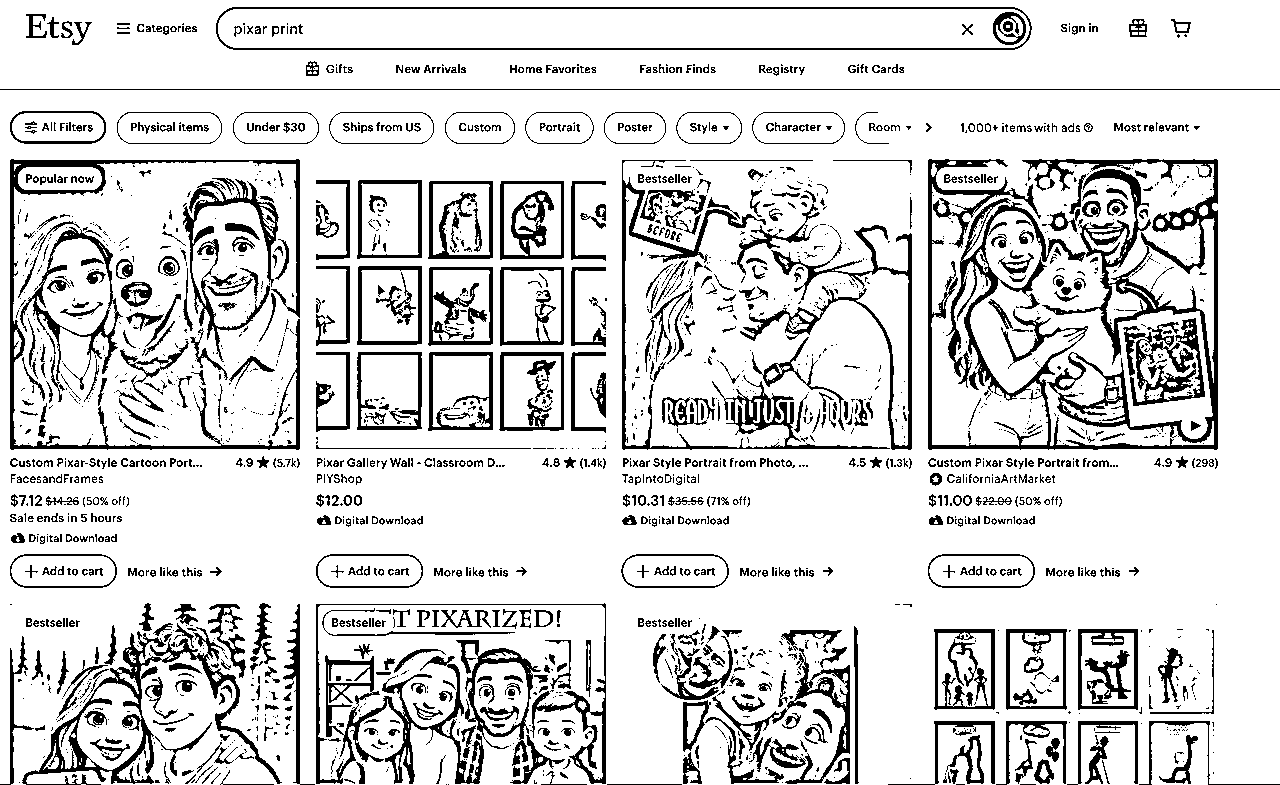 Etsy
Categories
pixar print
Sign in
Gifts
New Arrivals
Home Favorites
Fashion Finds
Registry
Gift Cards
All Filters
Physical items
Under $30
Ships from US
Custom
Portrait
Poster
Style
Character
Room
1,000+ items with ads
Most relevant
Popular now
Bestseller
BEFORE
READY IN JUST HOURS
Bestseller
Custom Pixar-Style Cartoon Port...
4.9 ★ (5.7k)
FacesandFrames
$7.12 $14.26 (50% off)
Sale ends in 5 hours
Digital Download
+ Add to cart
More like this →
Pixar Gallery Wall - Classroom D...
4.8 ★ (1.4k)
PIYShop
$12.00
Digital Download
+ Add to cart
More like this →
Pixar Style Portrait from Photo, ...
4.5 ★ (1.3k)
TapIntoDigital
$10.31 $35.56 (71% off)
Digital Download
+ Add to cart
More like this →
Custom Pixar Style Portrait from...
4.9 ★ (298)
CaliforniaArtMarket
$11.00 $22.00 (50% off)
Digital Download
+ Add to cart
More like this →
Bestseller
Bestseller
T PIXARIZED!
Bestseller